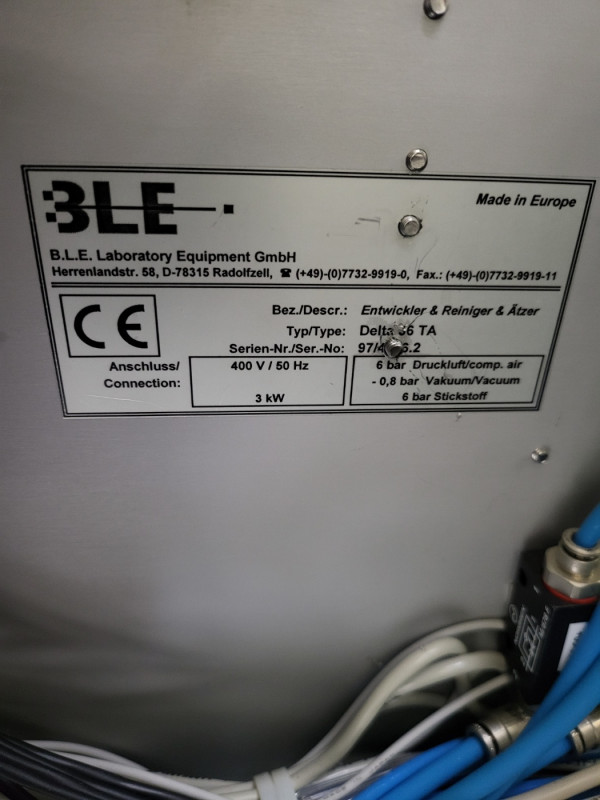 BLE
Made in Europe
B.L.E. Laboratory Equipment GmbH
Herrenlandstr. 58, D-78315 Radolfzell, ☎ (+49)-(0)7732-9919-0, Fax.: (+49)-(0)7732-9919-11
CE
Bez./Descr.: Entwickler & Reiniger & Ätzer
Typ/Type: Delta TA
Serien-Nr./Ser.-No:
Anschluss/
Connection:
400 V / 50 Hz
3 kW
6 bar Druckluft/comp. air
- 0,8 bar Vakuum/Vacuum
6 bar Stickstoff